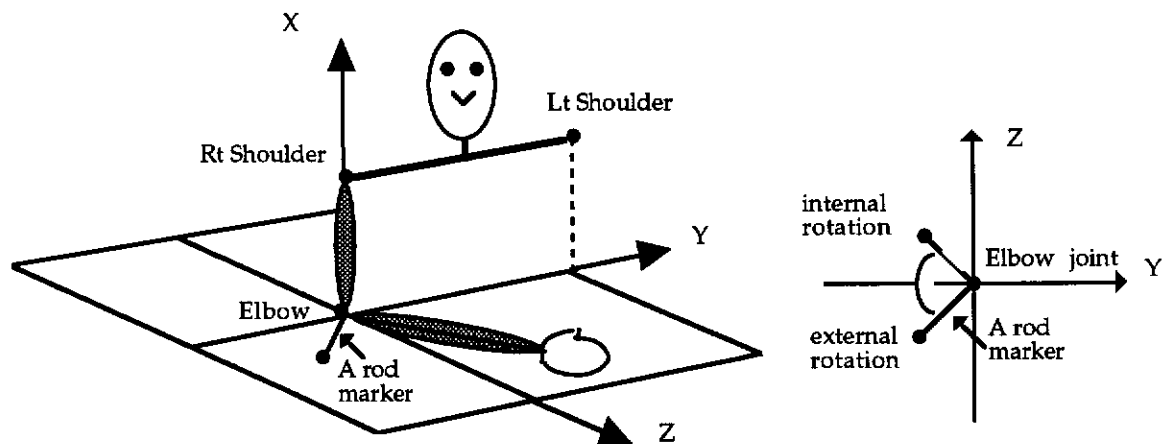 X
Lt Shoulder
Rt Shoulder
Y
Elbow
A rod
marker
Z
Z
internal
rotation
Elbow joint
Y
external
rotation
A rod
marker